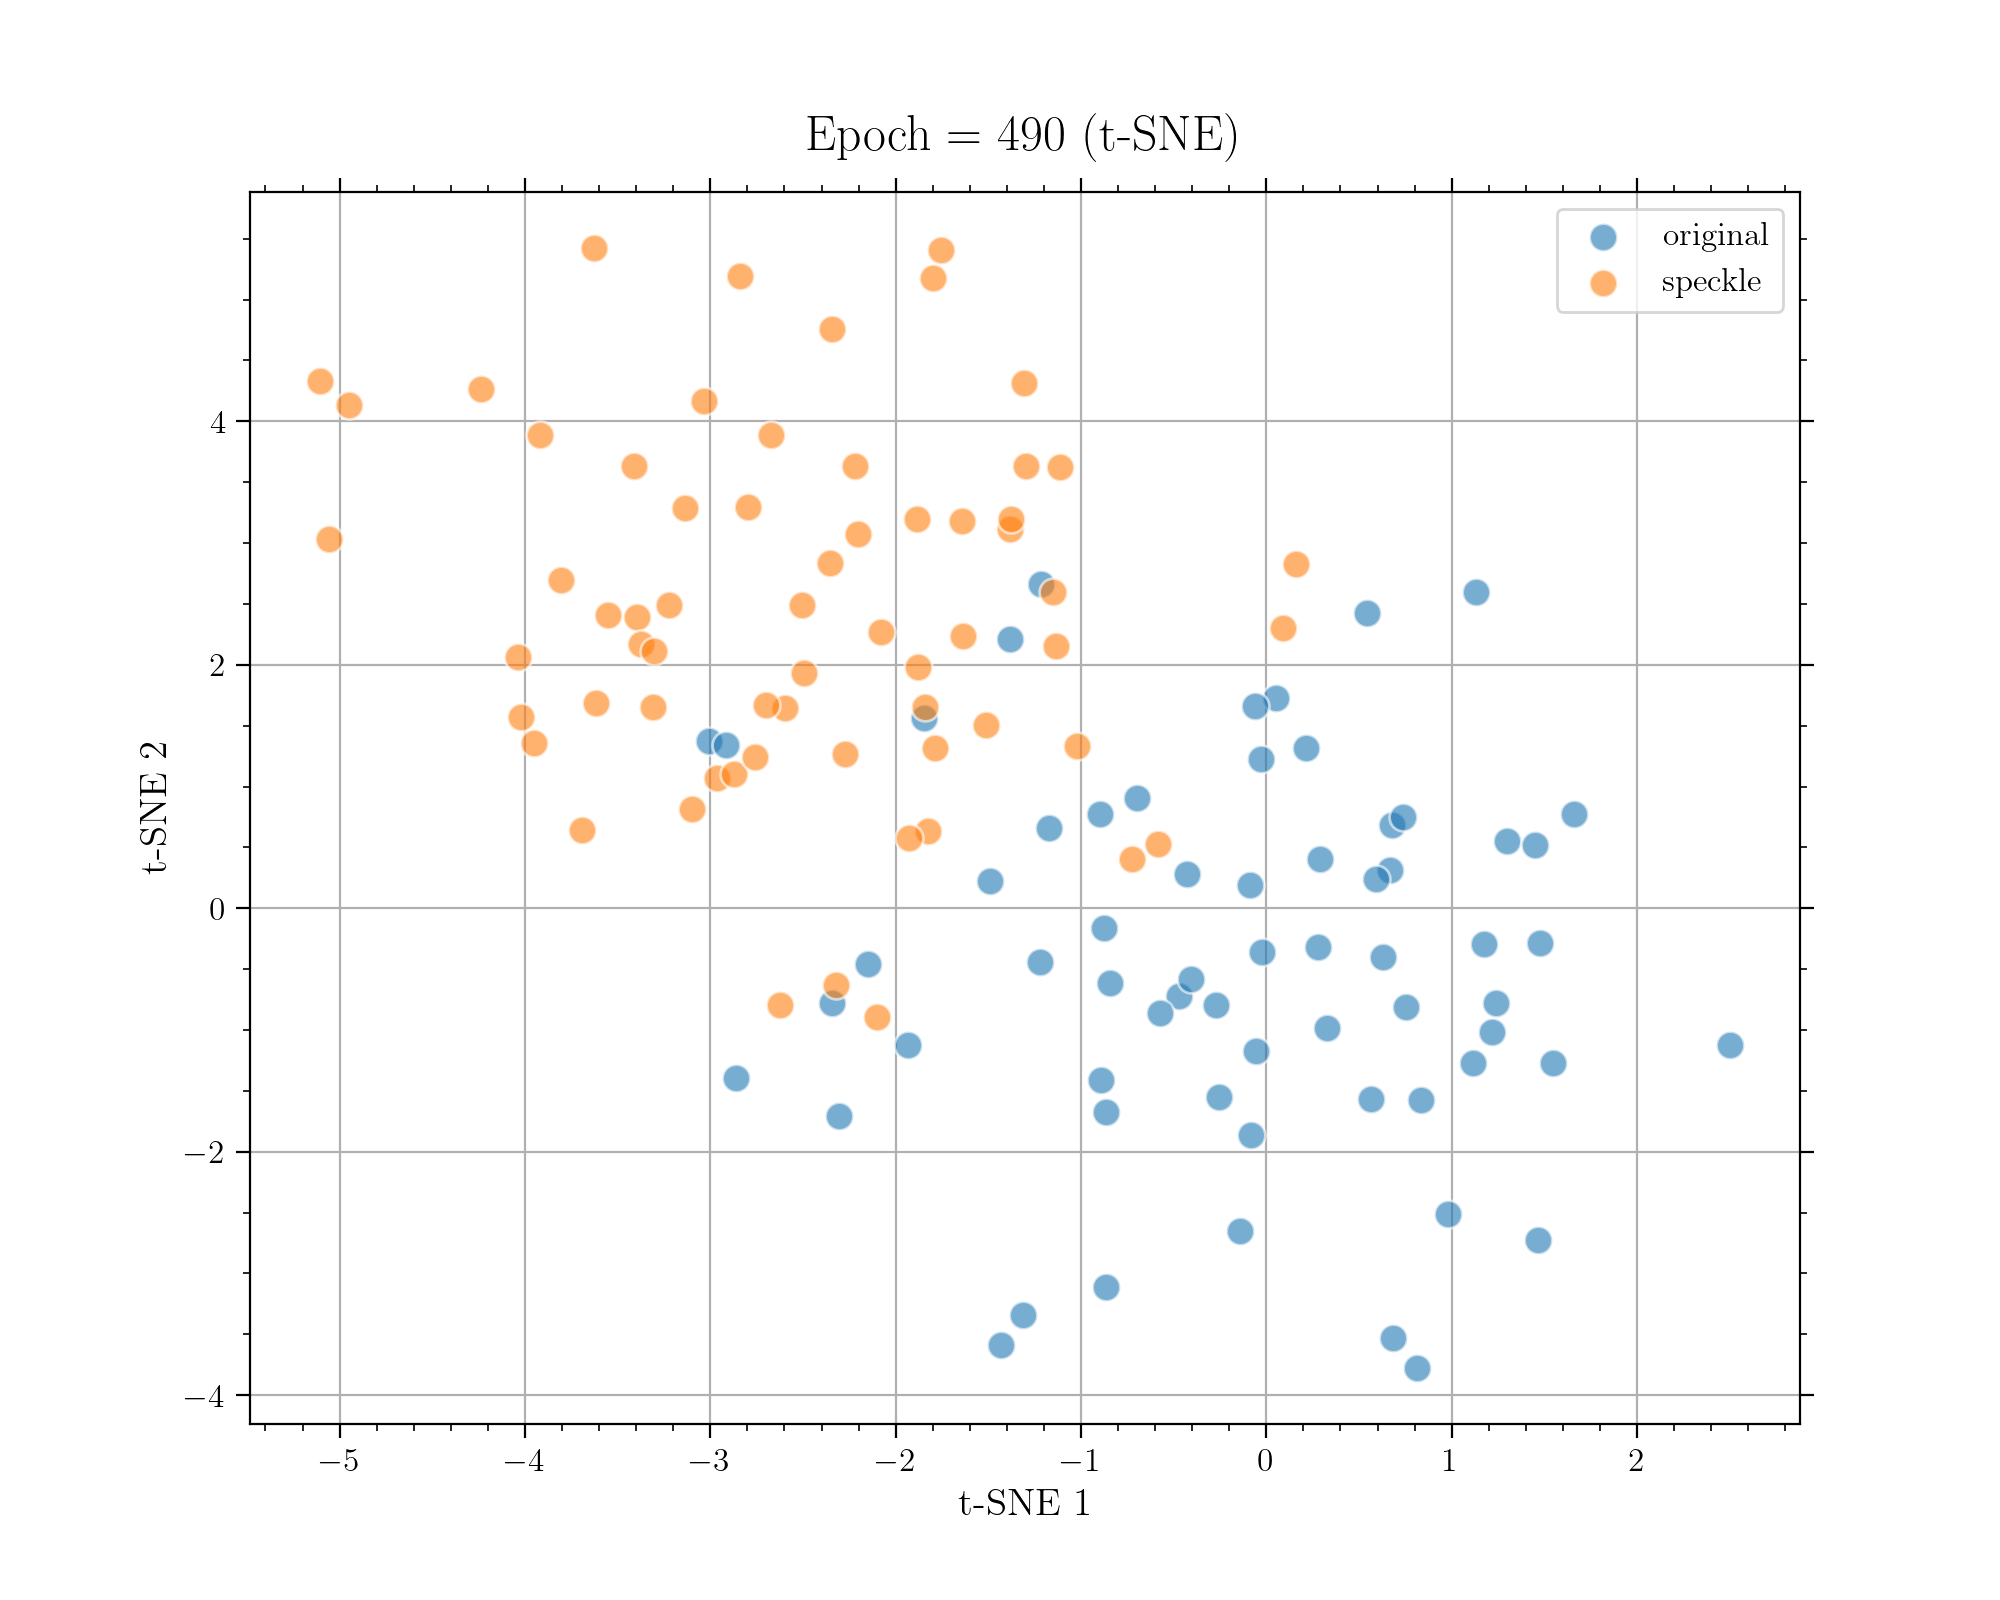 Epoch = 490 (t-SNE)
original
speckle
4
2
0
−2
−4
t-SNE 2
−5
−4
−3
−2
−1
0
1
2
t-SNE 1